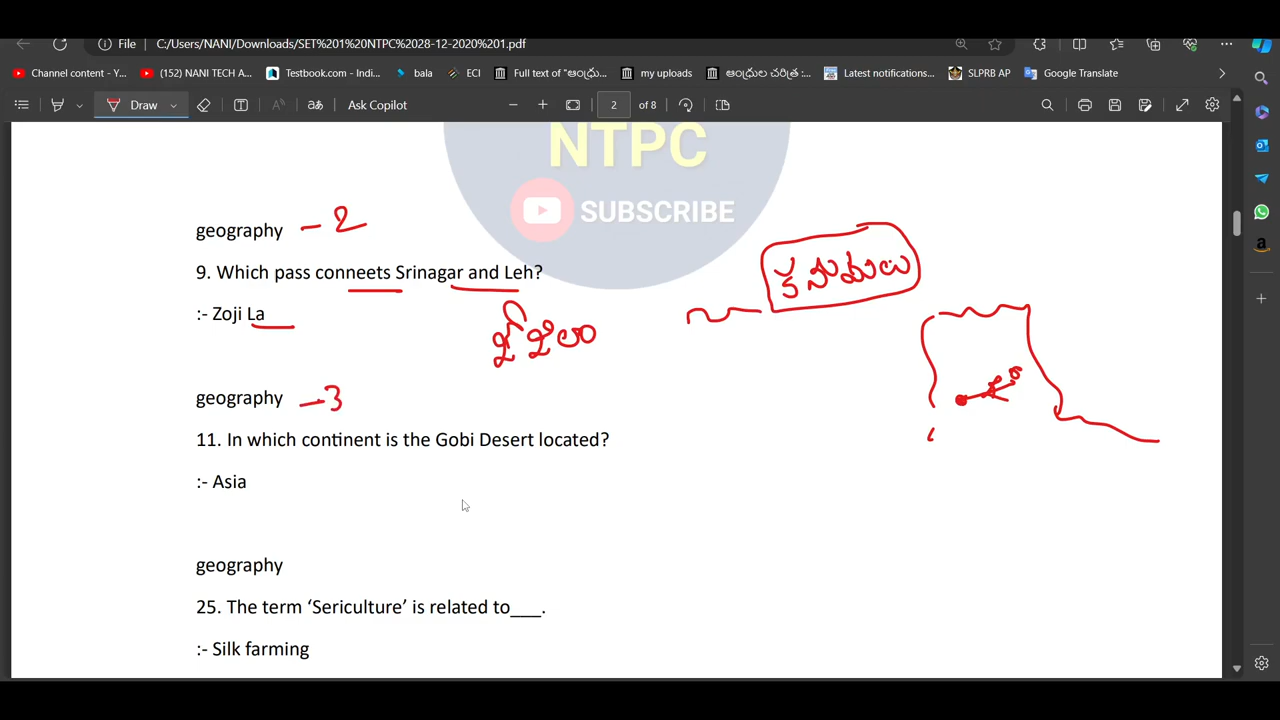 File C:/Users/NANI/Downloads/SET%201%20NTPC%2028-12-2020%201.pdf
Channel content - Y... (152) NANI TECH A... Testbook.com - Indi... bala ECI Full text of "ఆంధ్రు... my uploads ఆంధ్రుల చరిత్ర :... Latest notifications... SLPRB AP Google Translate
Draw Ask Copilot 2 of 8
NTPC
SUBSCRIBE
geography - 2
9. Which pass conneets Srinagar and Leh?
:- Zoji La
geography - 3
11. In which continent is the Gobi Desert located?
:- Asia
geography
25. The term ‘Sericulture’ is related to___.
:- Silk farming